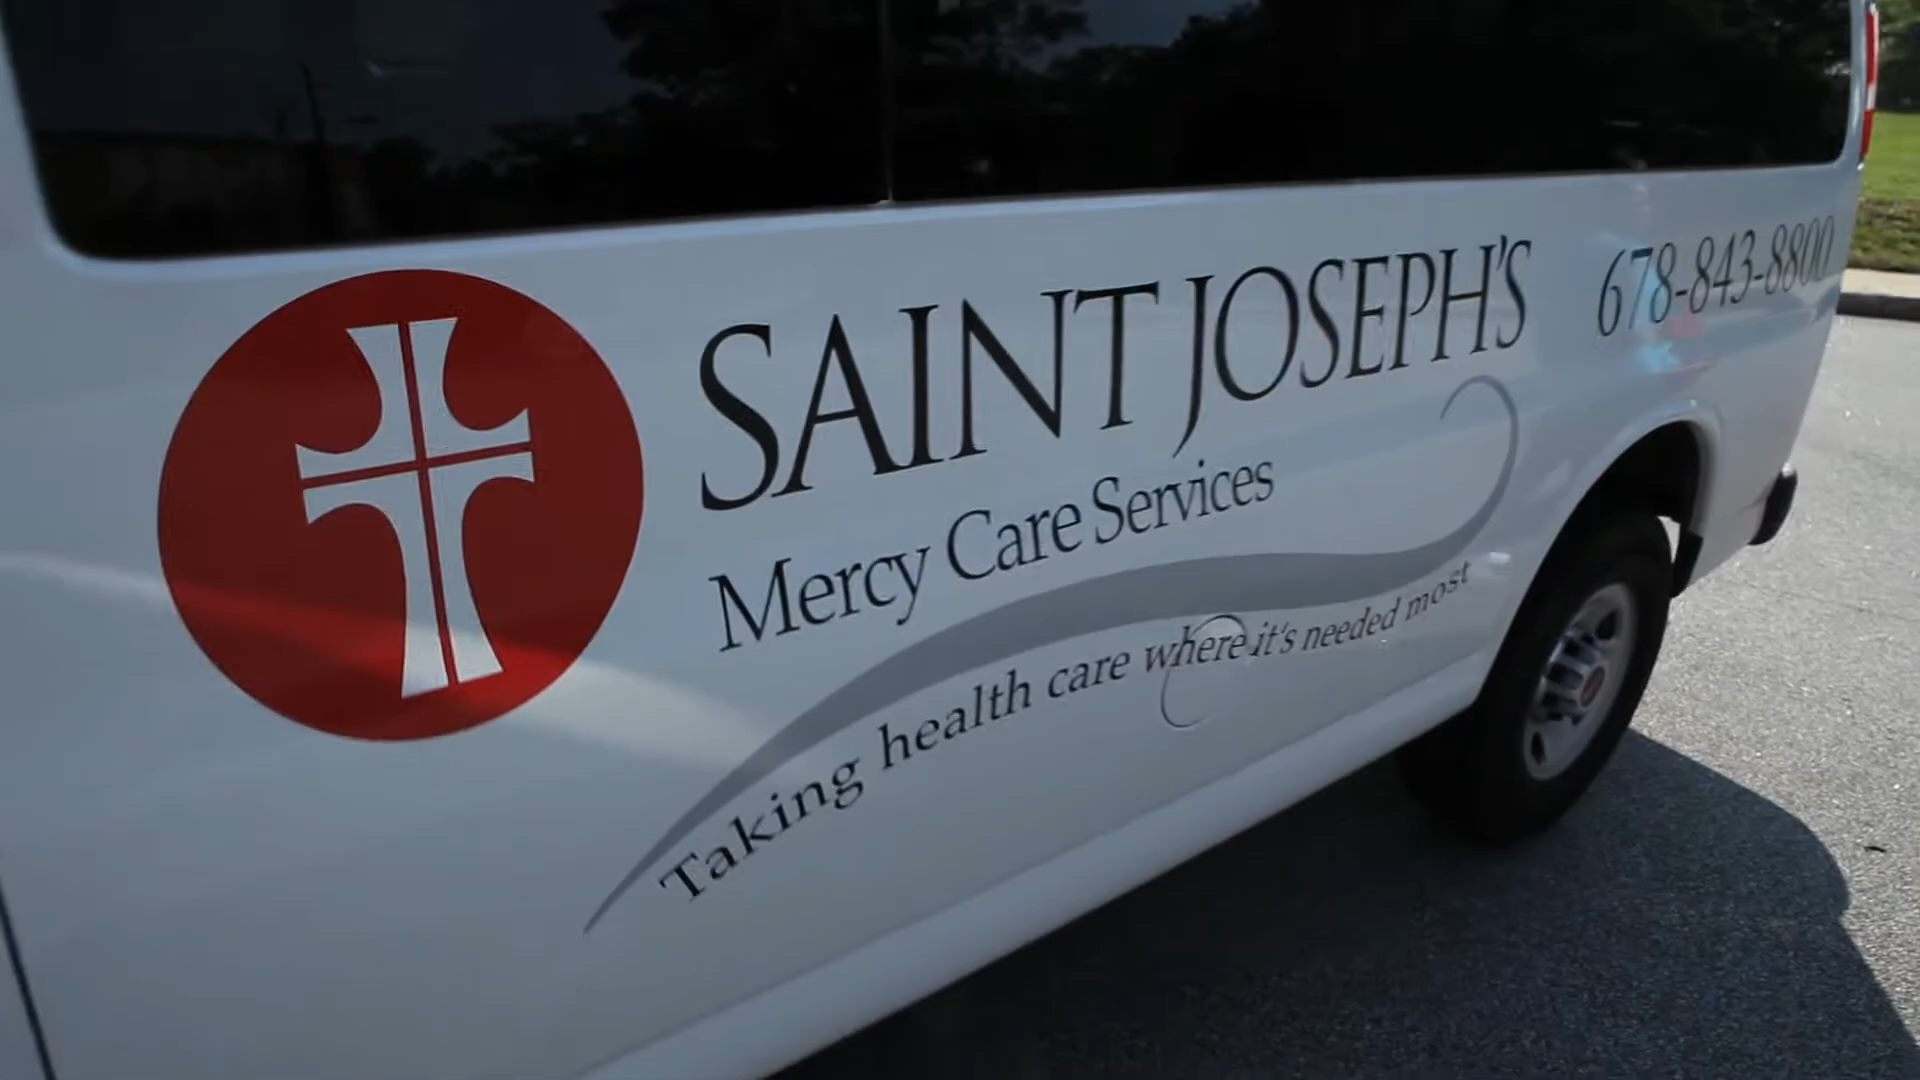 SAINT JOSEPH'S 678-843-8800
Mercy Care Services
Taking health care where it's needed most